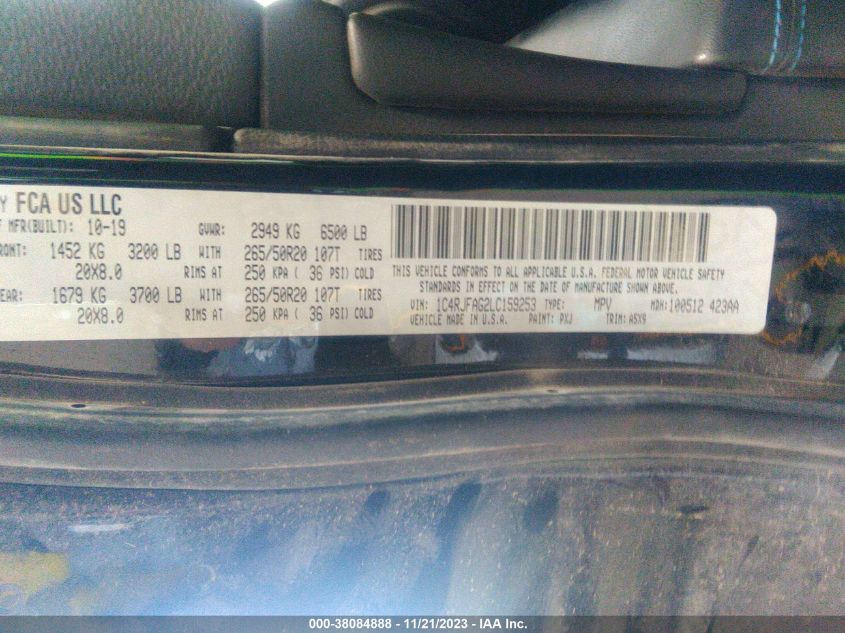 Y FCA US LLC
F MFR(BUILT): 10-19 GVWR: 2949 KG 6500 LB
FRONT: 1452 KG 3200 LB WITH 265/50R20 107T TIRES
20X8.0 RIMS AT 250 KPA ( 36 PSI) COLD
EAR: 1679 KG 3700 LB WITH 265/50R20 107T TIRES
20X8.0 RIMS AT 250 KPA ( 36 PSI) COLD
THIS VEHICLE CONFORMS TO ALL APPLICABLE U.S.A. FEDERAL MOTOR VEHICLE SAFETY
STANDARDS IN EFFECT ON THE DATE OF MANUFACTURE SHOWN ABOVE.
VIN: 1C4RJFAG2LC159253 TYPE: MPV MDH: 100512 423AA
VEHICLE MADE IN U.S.A. PAINT: PXJ TRIM: A5X9
000-38084888 - 11/21/2023 - IAA Inc.